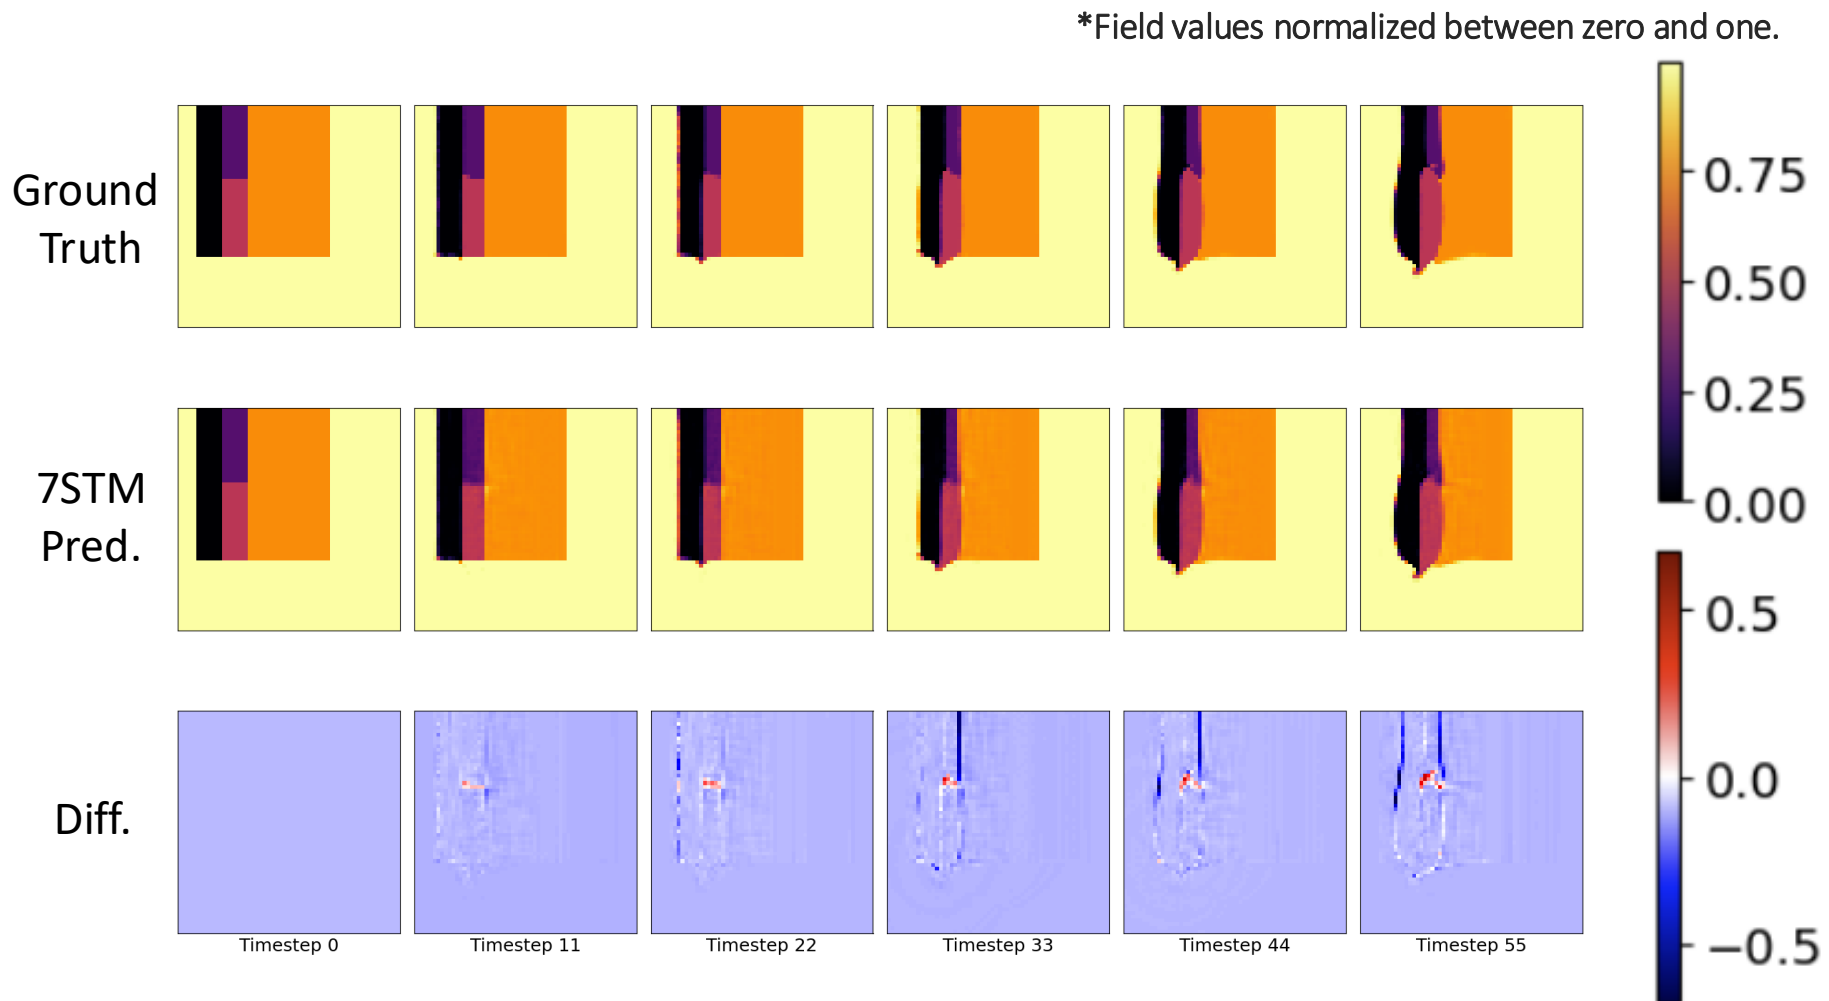 *Field values normalized between zero and one.
Ground
Truth
0.75
0.50
0.25
0.00
7STM
Pred.
0.5
0.0
−0.5
Diff.
Timestep 0
Timestep 11
Timestep 22
Timestep 33
Timestep 44
Timestep 55